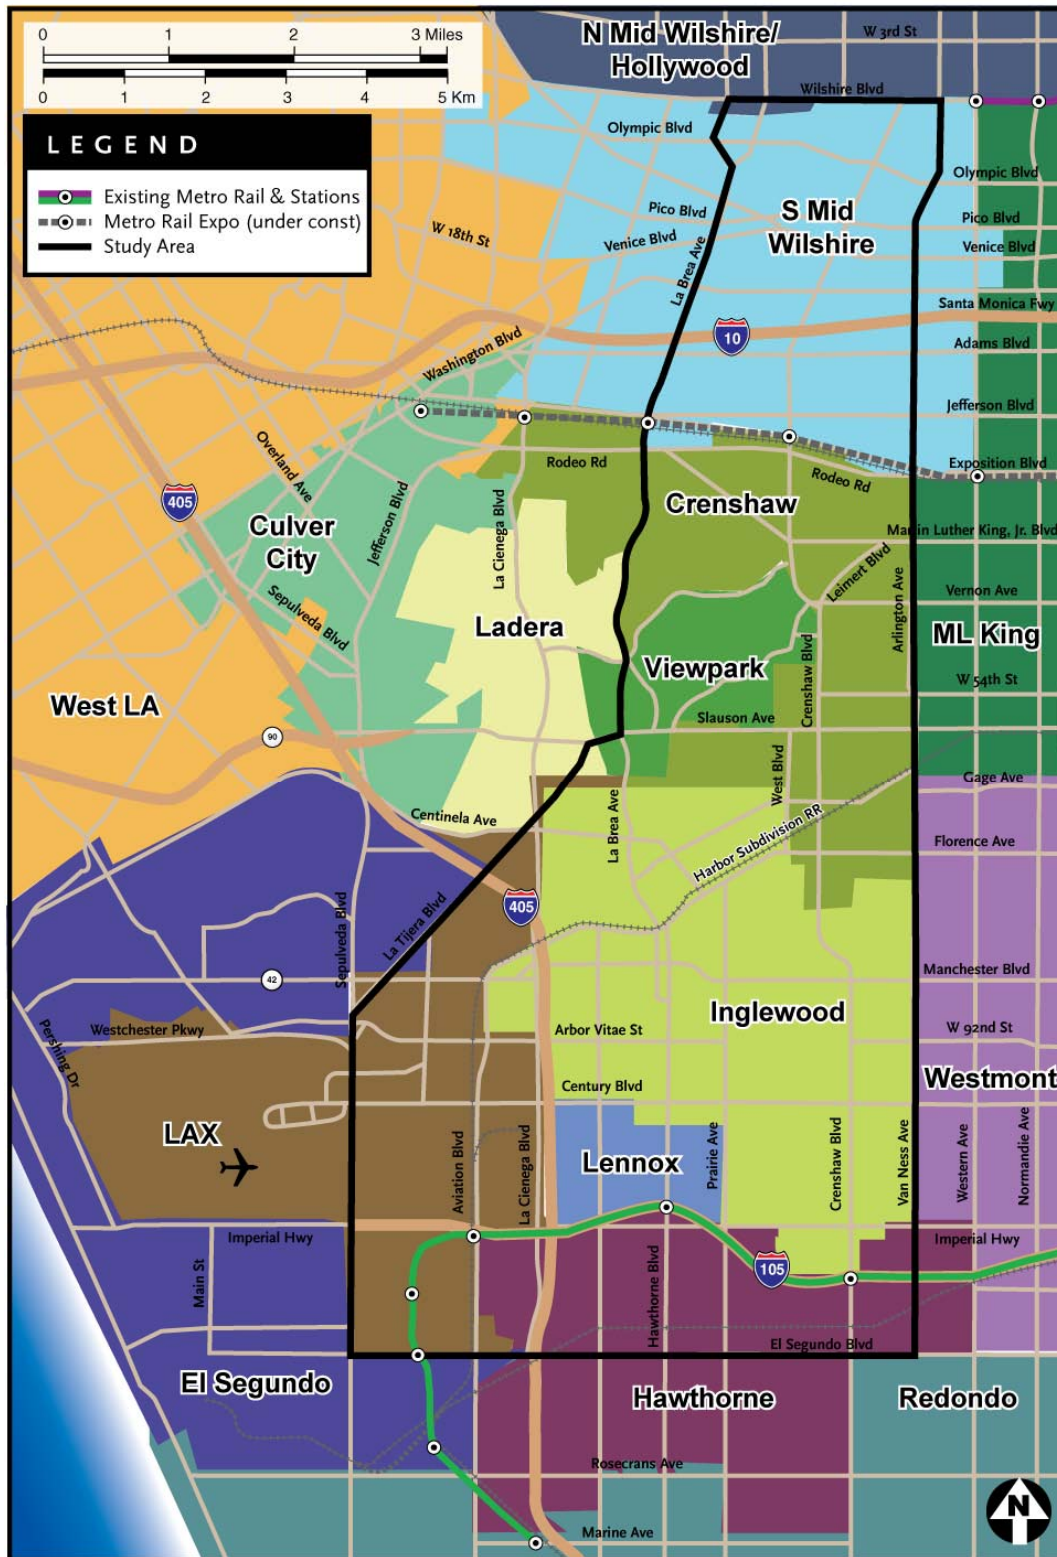 N Mid Wilshire/
Hollywood
W 3rd St
0 1 2 3 Miles
0 1 2 3 4 5 Km
Wilshire Blvd
LEGEND
Existing Metro Rail & Stations
Metro Rail Expo (under const)
Study Area
Olympic Blvd
Olympic Blvd
Pico Blvd
S Mid
Wilshire
Pico Blvd
W 18th St
Venice Blvd
Venice Blvd
La Brea Ave
Santa Monica Fwy
10
Washington Blvd
Adams Blvd
Jefferson Blvd
Overland Ave
Rodeo Rd
Exposition Blvd
Rodeo Rd
405
Crenshaw
Jefferson Blvd
La Cienega Blvd
Culver
City
Martin Luther King, Jr. Blvd
Leimert Blvd
Vernon Ave
Sepulveda Blvd
Arlington Ave
Ladera
ML King
Viewpark
Crenshaw Blvd
W 54th St
West LA
Slauson Ave
90
West Blvd
Gage Ave
Centinela Ave
La Brea Ave
Harbor Subdivision RR
Florence Ave
405
La Tijera Blvd
Sepulveda Blvd
42
Manchester Blvd
Inglewood
Westchester Pkwy
Arbor Vitae St
W 92nd St
Pershing Dr
Century Blvd
Westmont
LAX
Aviation Blvd
La Cienega Blvd
Lennox
Prairie Ave
Crenshaw Blvd
Van Ness Ave
Western Ave
Normandie Ave
Imperial Hwy
Imperial Hwy
105
Main St
Hawthorne Blvd
El Segundo Blvd
El Segundo
Hawthorne
Redondo
Rosecrans Ave
N
Marine Ave